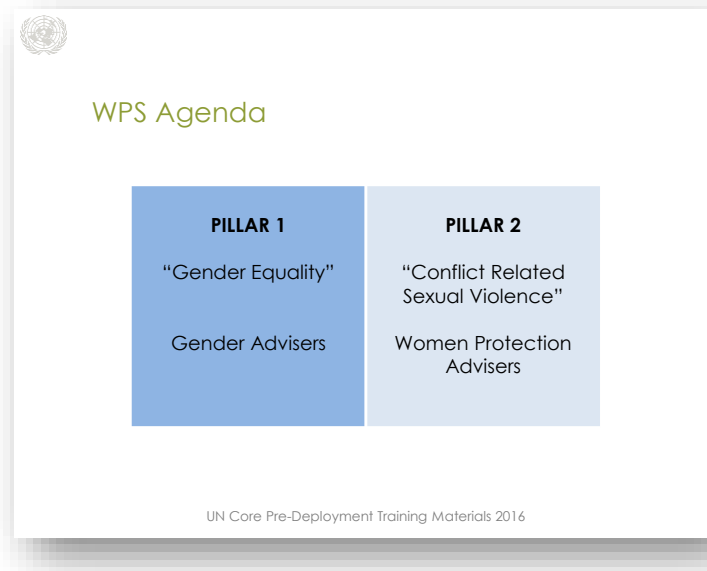 WPS Agenda
PILLAR 1
“Gender Equality”
Gender Advisers
PILLAR 2
“Conflict Related
Sexual Violence”
Women Protection
Advisers
UN Core Pre-Deployment Training Materials 2016